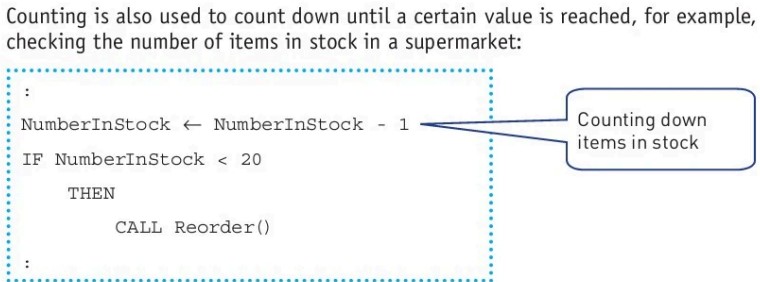 Counting is also used to count down until a certain value is reached, for example,
checking the number of items in stock in a supermarket:
:
NumberInStock ← NumberInStock - 1
Counting down
items in stock
IF NumberInStock < 20
THEN
CALL Reorder()
: